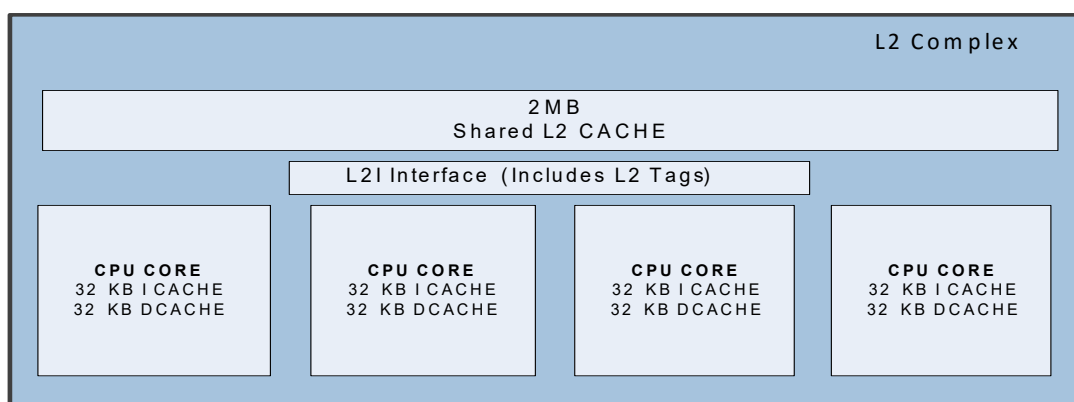 L2 Complex
2MB
Shared L2 CACHE
L2I Interface (Includes L2 Tags)
CPU CORE
32 KB I CACHE
32 KB DCACHE
CPU CORE
32 KB I CACHE
32 KB DCACHE
CPU CORE
32 KB I CACHE
32 KB DCACHE
CPU CORE
32 KB I CACHE
32 KB DCACHE